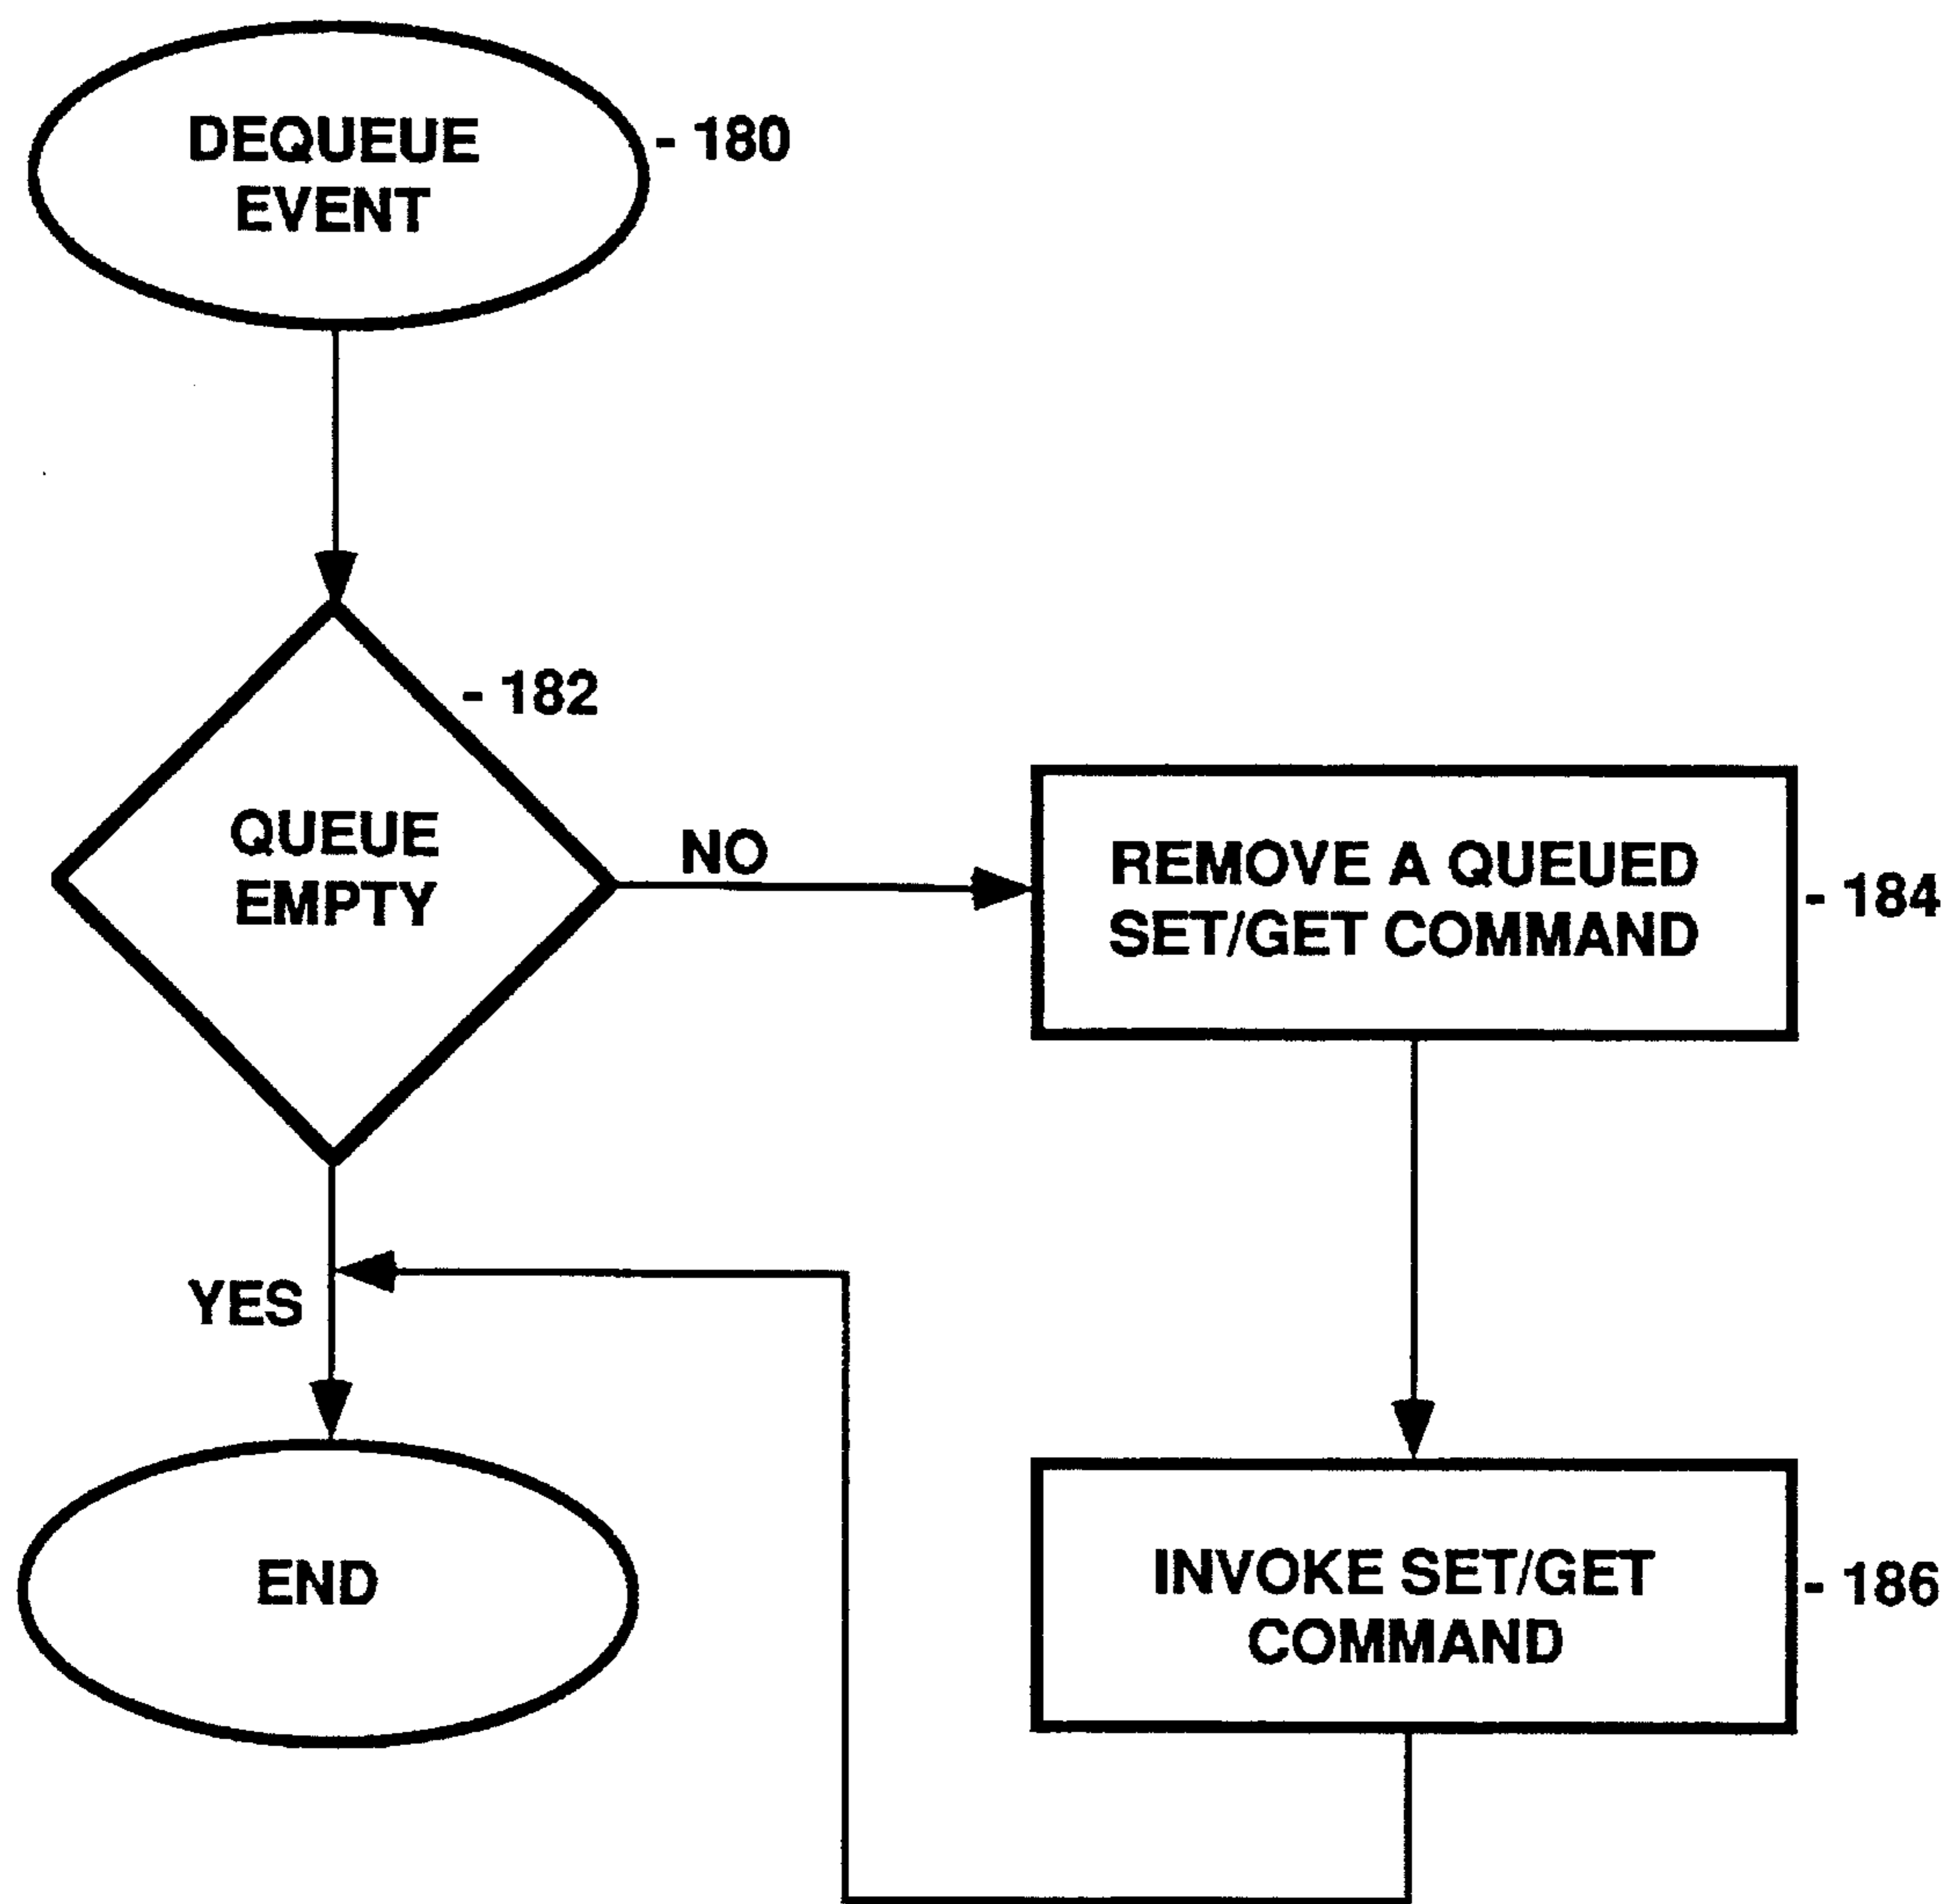 DEQUEUE
EVENT
- 180
- 182
QUEUE
EMPTY
NO
REMOVE A QUEUED
SET/GET COMMAND
- 184
YES
END
INVOKE SET/GET
COMMAND
- 186